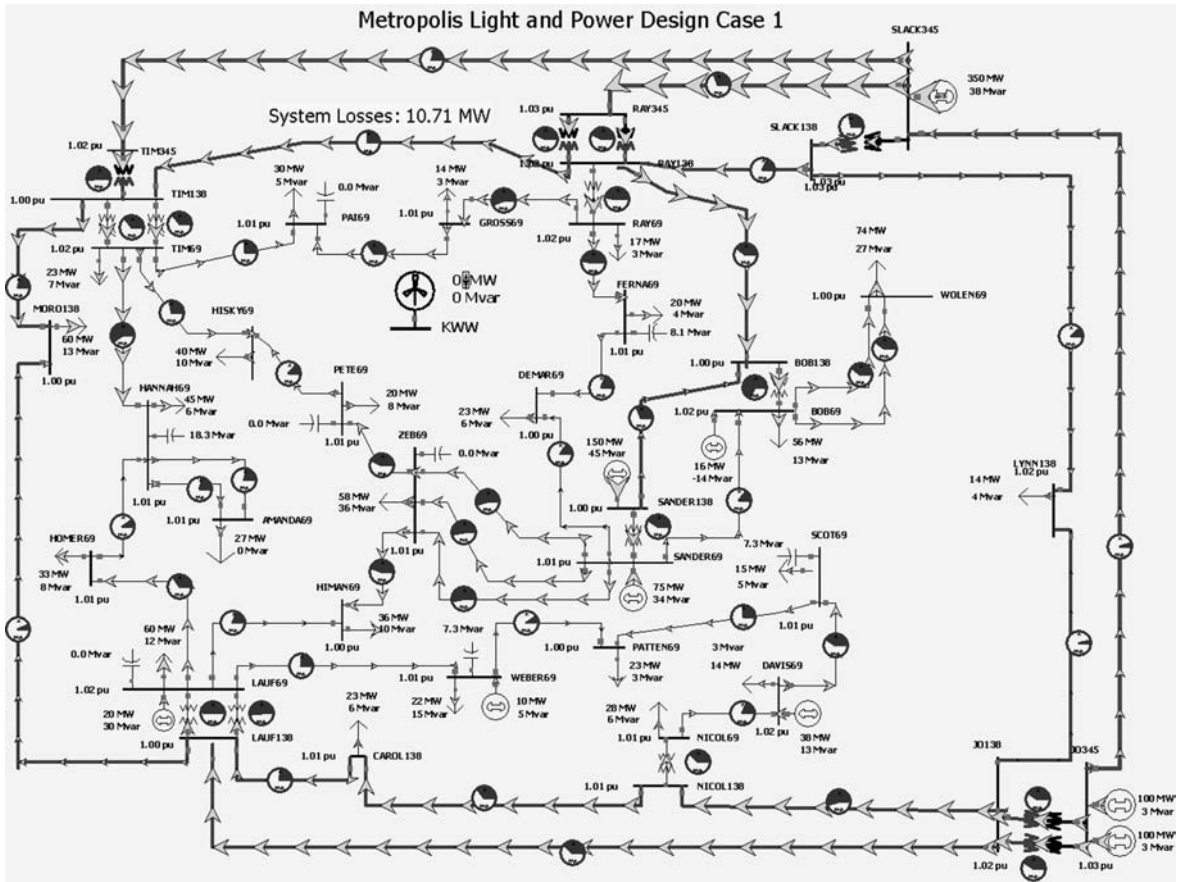 Metropolis Light and Power Design Case 1
SLACK345
350 MW
38 Mvar
System Losses: 10.71 MW
1.03 pu
RAY345
SLACK138
1.02 pu
TIM345
RAY138
1.03 pu
1.03 pu
30 MW
5 Mvar
0.0 Mvar
14 MW
3 Mvar
1.00 pu
TIM138
PAI69
1.01 pu
GROSS69
1.01 pu
RAY69
1.02 pu
74 MW
27 Mvar
1.02 pu
TIM69
17 MW
3 Mvar
23 MW
7 Mvar
MW
0 Mvar
KWW
FERNA69
20 MW
4 Mvar
8.1 Mvar
1.01 pu
1.00 pu
WOLEN69
MORO138
60 MW
13 Mvar
1.00 pu
HISKY69
40 MW
10 Mvar
PETE69
20 MW
8 Mvar
0.0 Mvar
1.01 pu
DEMAR69
23 MW
6 Mvar
1.00 pu
1.00 pu
BOB138
1.02 pu
BOB69
HANNAH69
45 MW
6 Mvar
18.3 Mvar
1.01 pu
ZEB69
0.0 Mvar
58 MW
36 Mvar
1.01 pu
150 MW
45 Mvar
16 MW
-14 Mvar
56 MW
13 Mvar
LYNN138
1.02 pu
14 MW
4 Mvar
1.00 pu
SANDER138
1.01 pu
AMANDA69
27 MW
0 Mvar
HOMER69
33 MW
8 Mvar
1.01 pu
1.01 pu
SANDER69
75 MW
34 Mvar
7.3 Mvar
SCOT69
15 MW
5 Mvar
1.01 pu
HIMAN69
36 MW
10 Mvar
1.00 pu
60 MW
12 Mvar
0.0 Mvar
7.3 Mvar
1.00 pu
PATTEN69
23 MW
3 Mvar
3 Mvar
14 MW
DAVIS69
1.02 pu
LAUF69
1.01 pu
WEBER69
22 MW
15 Mvar
10 MW
5 Mvar
20 MW
30 Mvar
23 MW
6 Mvar
28 MW
6 Mvar
38 MW
13 Mvar
1.02 pu
1.00 pu
LAUF138
1.01 pu
CAROL138
1.01 pu
NICOL69
1.01 pu
NICOL138
JO138
JO345
100 MW
3 Mvar
100 MW
3 Mvar
1.02 pu
1.03 pu